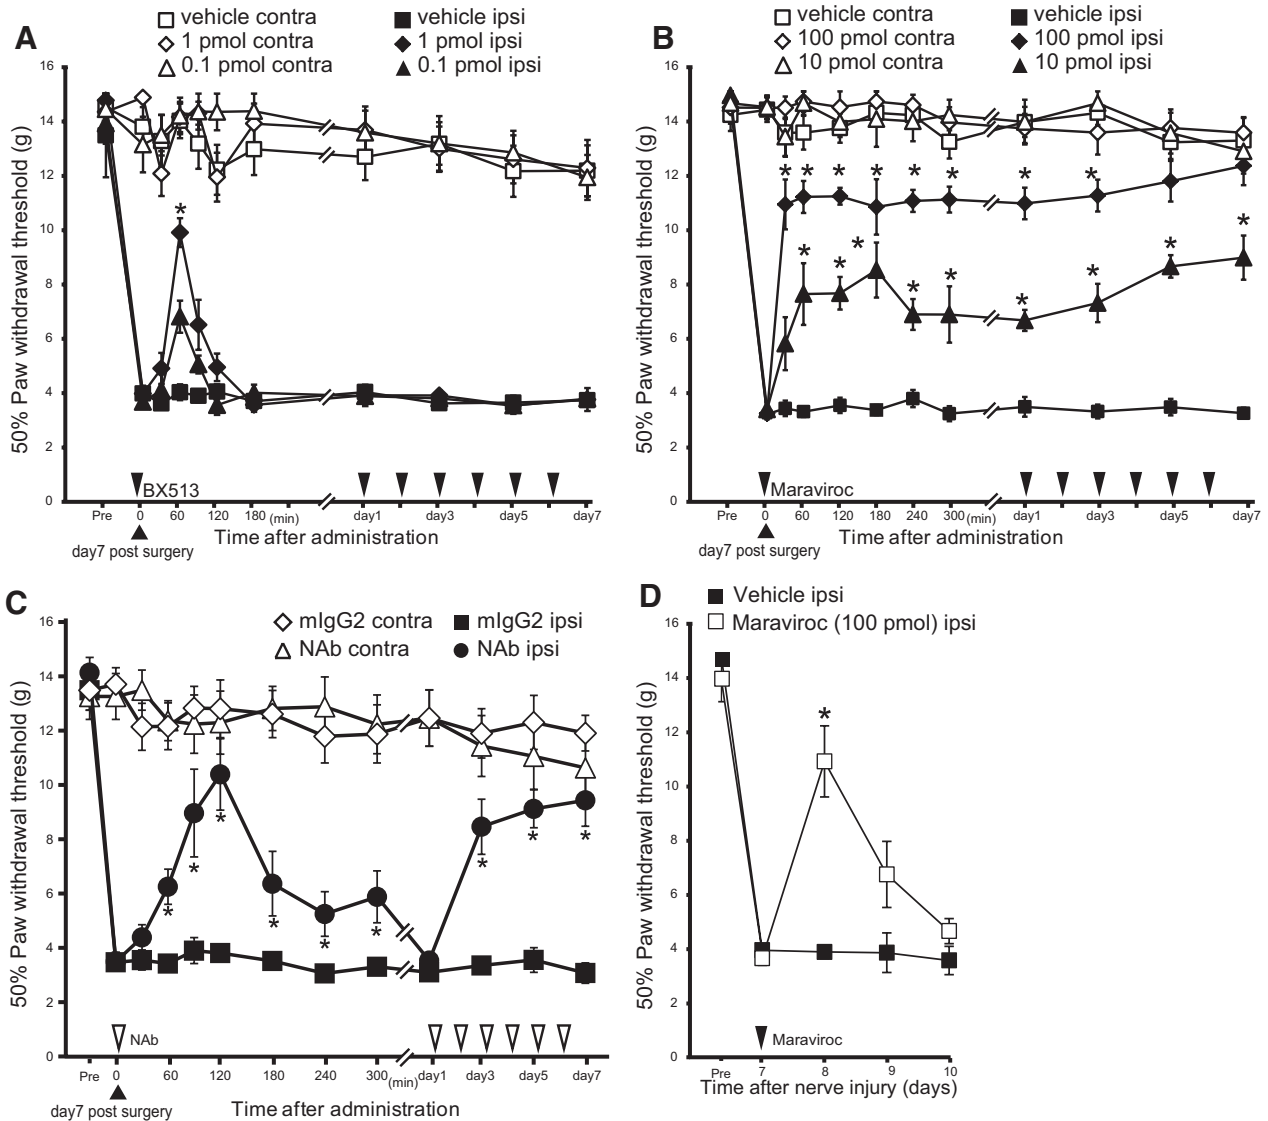 A
vehicle contra
vehicle ipsi
1 pmol contra
1 pmol ipsi
0.1 pmol contra
0.1 pmol ipsi
50% Paw withdrawal threshold (g)
16
14
12
10
8
6
4
2
0
*
BX513
Pre 0 60 120 180 (min) day1 day3 day5 day7
day7 post surgery
Time after administration
B
vehicle contra
vehicle ipsi
100 pmol contra
100 pmol ipsi
10 pmol contra
10 pmol ipsi
50% Paw withdrawal threshold (g)
16
14
12
10
8
6
4
2
0
* * * * * * * *
* * * * * * * * *
Maraviroc
Pre 0 60 120 180 240 300 (min) day1 day3 day5 day7
day7 post surgery
Time after administration
C
mIgG2 contra
mIgG2 ipsi
NAb contra
NAb ipsi
50% Paw withdrawal threshold (g)
16
14
12
10
8
6
4
2
0
* * * * * * * * *
NAb
Pre 0 60 120 180 240 300 (min) day1 day3 day5 day7
day7 post surgery
Time after administration
D
Vehicle ipsi
Maraviroc (100 pmol) ipsi
50% Paw withdrawal threshold (g)
16
14
12
10
8
6
4
2
0
*
Maraviroc
Pre 7 8 9 10
Time after nerve injury (days)